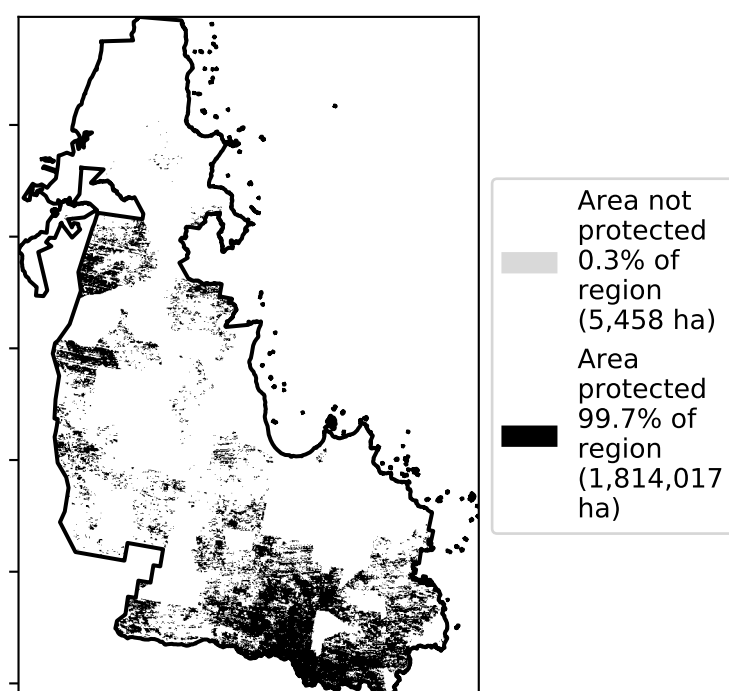 Area not
protected
0.3% of
region
(5,458 ha)
Area
protected
99.7% of
region
(1,814,017
ha)